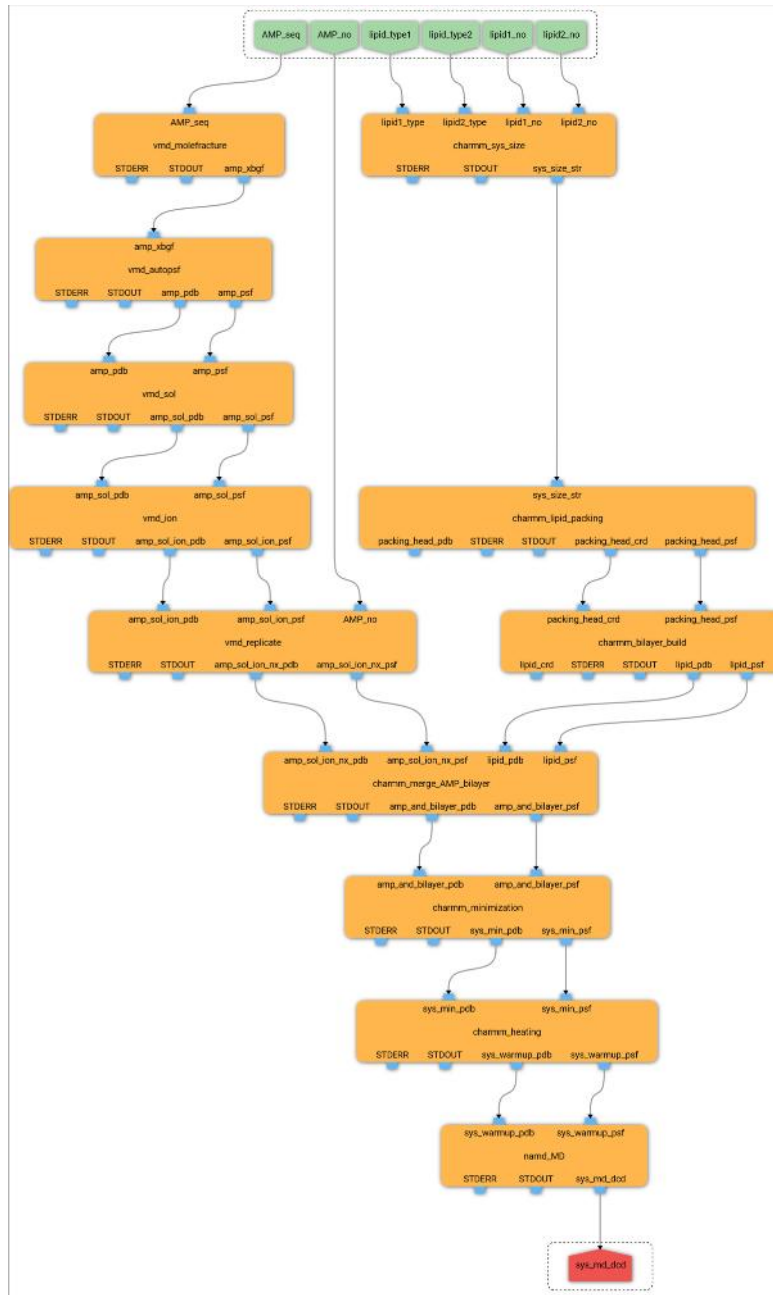 AMP_seq AMP_no lipid_type1 lipid_type2 lipid1_no lipid2_no
AMP_seq
vmd_molefracture
STDERR STDOUT amp_xbgf
lipid1_type lipid2_type lipid1_no lipid2_no
charmm_sys_size
STDERR STDOUT sys_size_str
amp_xbgf
vmd_autopsf
STDERR STDOUT amp_pdb amp_psf
amp_pdb amp_psf
vmd_sol
STDERR STDOUT amp_sol_pdb amp_sol_psf
amp_sol_pdb amp_sol_psf
vmd_ion
STDERR STDOUT amp_sol_ion_pdb amp_sol_ion_psf
sys_size_str
charmm_lipid_packing
packing_head_pdb STDERR STDOUT packing_head_crd packing_head_psf
amp_sol_ion_pdb amp_sol_ion_psf AMP_no
vmd_replicate
STDERR STDOUT amp_sol_ion_nx_pdb amp_sol_ion_nx_psf
packing_head_crd packing_head_psf
charmm_bilayer_build
lipid_crd STDERR STDOUT lipid_pdb lipid_psf
amp_sol_ion_nx_pdb amp_sol_ion_nx_psf lipid_pdb lipid_psf
charmm_merge_AMP_bilayer
STDERR STDOUT amp_and_bilayer_pdb amp_and_bilayer_psf
amp_and_bilayer_pdb amp_and_bilayer_psf
charmm_minimization
STDERR STDOUT sys_min_pdb sys_min_psf
sys_min_pdb sys_min_psf
charmm_heating
STDERR STDOUT sys_warmup_pdb sys_warmup_psf
sys_warmup_pdb sys_warmup_psf
namd_MD
STDERR STDOUT sys_md_dcd
sys_md_dcd